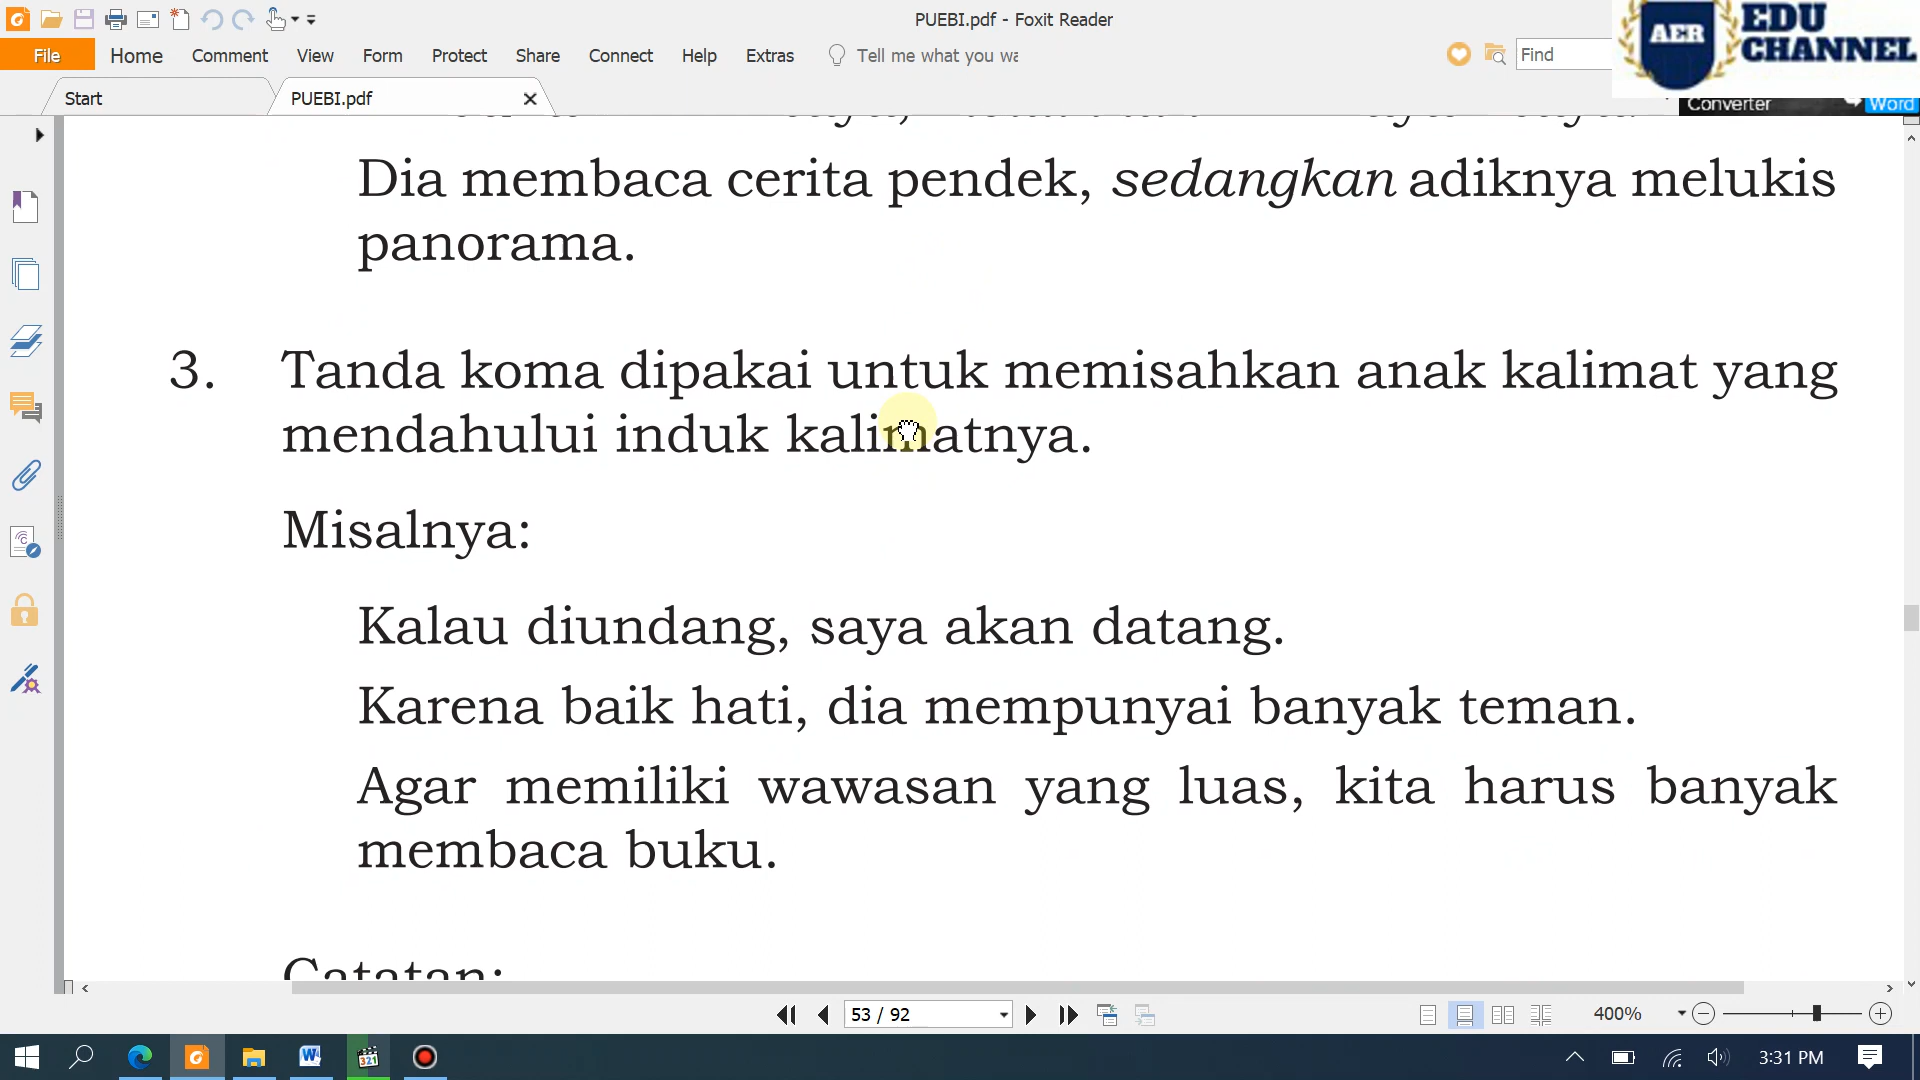 PUEBI.pdf - Foxit Reader
AER EDU CHANNEL
File Home Comment View Form Protect Share Connect Help Extras Tell me what you wa Find
Start PUEBI.pdf
Converter Word
Dia membaca cerita pendek, sedangkan adiknya melukis
panorama.
3. Tanda koma dipakai untuk memisahkan anak kalimat yang
mendahului induk kalimatnya.
Misalnya:
Kalau diundang, saya akan datang.
Karena baik hati, dia mempunyai banyak teman.
Agar memiliki wawasan yang luas, kita harus banyak
membaca buku.
Catatan:
53 / 92 400%
3:31 PM